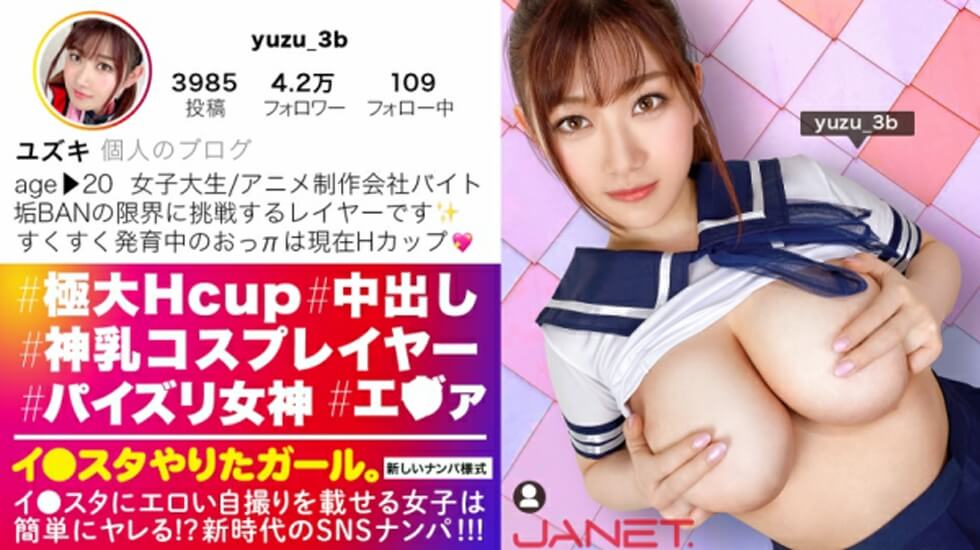 yuzu_3b
3985 4.2万 109
投稿 フォロワー フォロー中
ユズキ 個人のブログ
age▶20 女子大生/アニメ制作会社バイト
垢BANの限界に挑戦するレイヤーです✨
すくすく発育中のおっπは現在Hカップ💖
#極大Hcup #中出し
#神乳コスプレイヤー
#パイズリ女神 #エ●ァ
イ●スタやりたガール。 新しいナンパ様式
イ●スタにエロい自撮りを載せる女子は
簡単にヤレる!?新時代のSNSナンパ!!!
yuzu_3b
JANET.